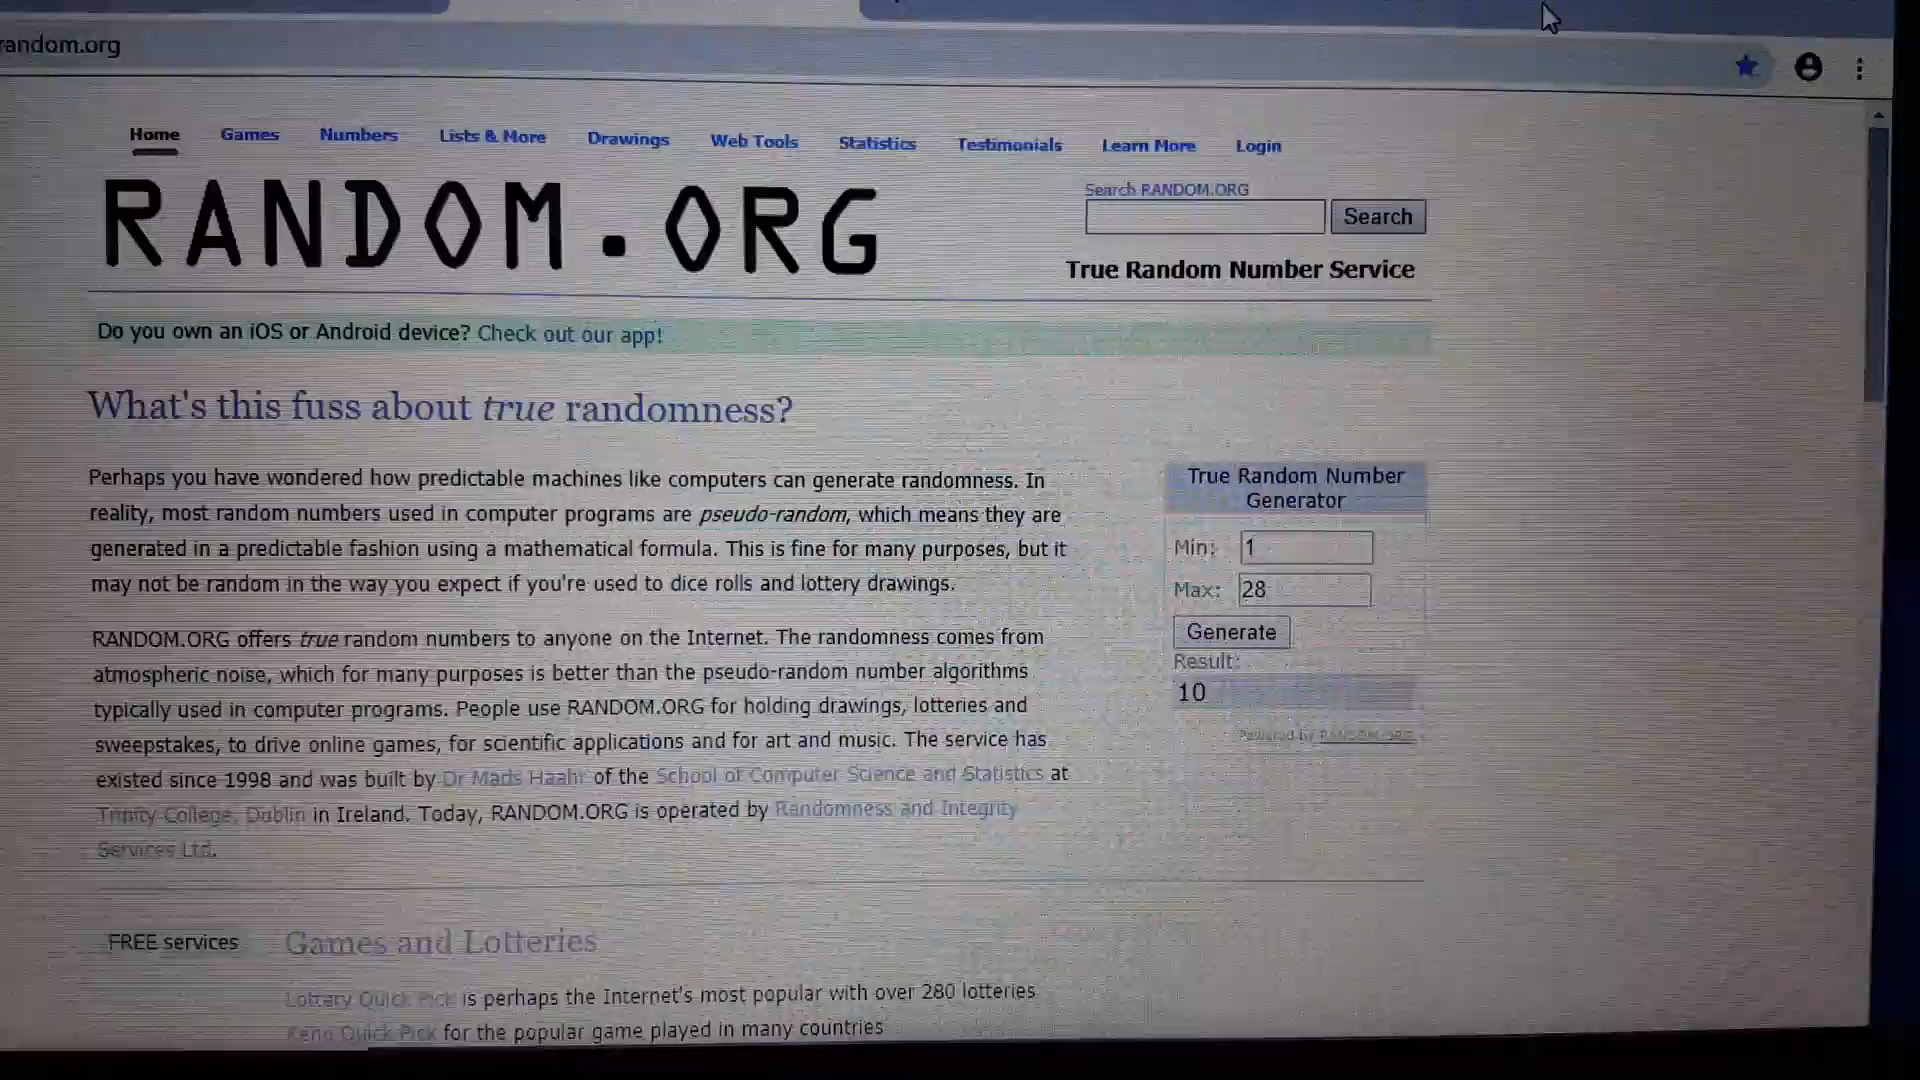 random.org
Home Games Numbers Lists & More Drawings Web Tools Statistics Testimonials Learn More Login
RANDOM.ORG
Search RANDOM.ORG
Search
True Random Number Service
Do you own an iOS or Android device? Check out our app!
What's this fuss about true randomness?
Perhaps you have wondered how predictable machines like computers can generate randomness. In
reality, most random numbers used in computer programs are pseudo-random, which means they are
generated in a predictable fashion using a mathematical formula. This is fine for many purposes, but it
may not be random in the way you expect if you're used to dice rolls and lottery drawings.
RANDOM.ORG offers true random numbers to anyone on the Internet. The randomness comes from
atmospheric noise, which for many purposes is better than the pseudo-random number algorithms
typically used in computer programs. People use RANDOM.ORG for holding drawings, lotteries and
sweepstakes, to drive online games, for scientific applications and for art and music. The service has
existed since 1998 and was built by Dr Mads Haahr of the School of Computer Science and Statistics at
Trinity College, Dublin in Ireland. Today, RANDOM.ORG is operated by Randomness and Integrity
Services Ltd.
True Random Number
Generator
Min: 1
Max: 28
Generate
Result:
10
Powered by RANDOM.ORG
FREE services
Games and Lotteries
Lottery Quick Pick is perhaps the Internet's most popular with over 280 lotteries
Keno Quick Pick for the popular game played in many countries